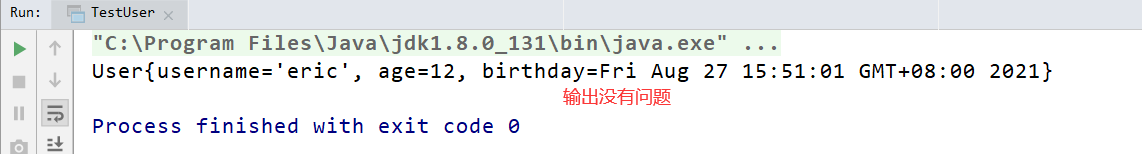 Run: TestUser
"C:\Program Files\Java\jdk1.8.0_131\bin\java.exe" ...
User{username='eric', age=12, birthday=Fri Aug 27 15:51:01 GMT+08:00 2021}
输出没有问题
Process finished with exit code 0